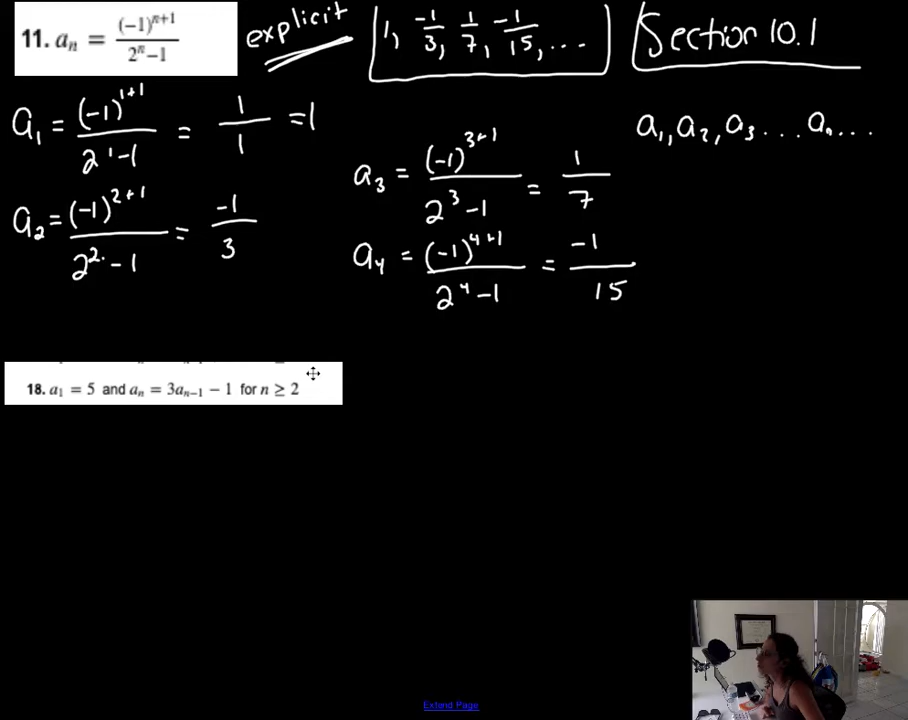 11. aₙ = (-1)ⁿ⁺¹ / 2ⁿ-1
explicit
1, -1/3, 1/7, -1/15, ...
Section 10.1
a₁ = (-1)¹⁺¹ / 2¹-1 = 1/1 = 1
a₂ = (-1)²⁺¹ / 2²-1 = -1/3
a₃ = (-1)³⁺¹ / 2³-1 = 1/7
a₄ = (-1)⁴⁺¹ / 2⁴-1 = -1/15
a₁, a₂, a₃ ... aₙ ...
18. a₁ = 5 and aₙ = 3aₙ₋₁ − 1 for n ≥ 2
Extend Page